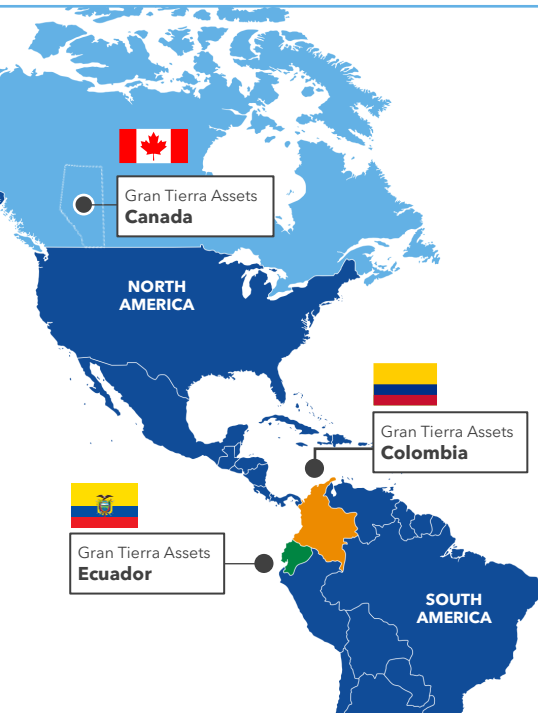 Gran Tierra Assets
Canada
NORTH
AMERICA
Gran Tierra Assets
Colombia
Gran Tierra Assets
Ecuador
SOUTH
AMERICA